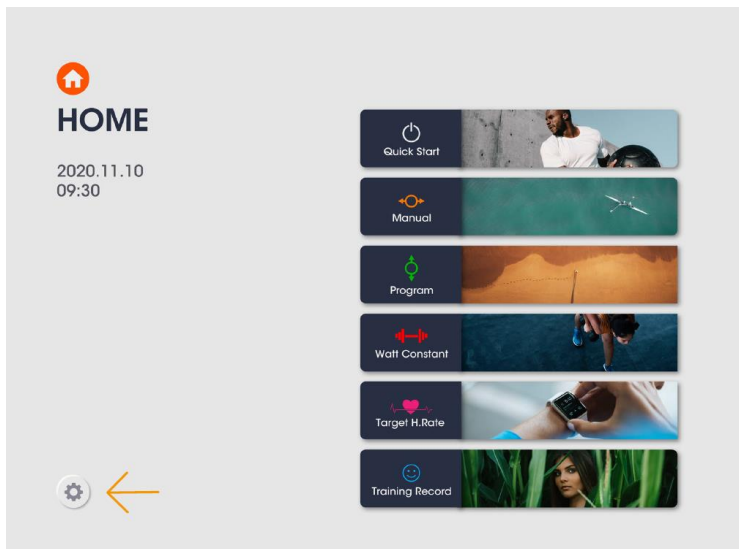 HOME
2020.11.10
09:30
Quick Start
Manual
Program
Watt Constant
Target H.Rate
Training Record